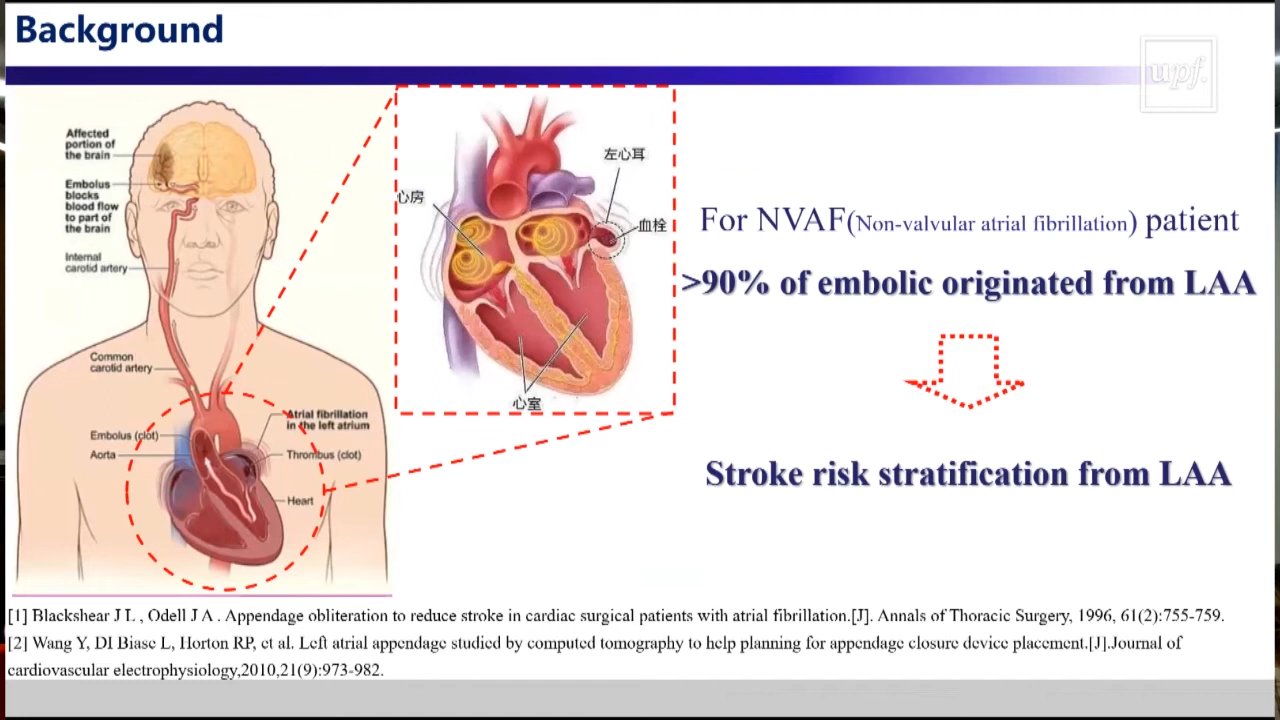 Background
upf.
Affected
portion of
the brain
Embolus
blocks
blood flow
to part of
the brain
Internal
carotid artery
Common
carotid artery
Embolus (clot)
Aorta
Atrial fibrillation
in the left atrium
Thrombus (clot)
Heart
左心耳
心房
血栓
心室
For NVAF(Non-valvular atrial fibrillation) patient
>90% of embolic originated from LAA
Stroke risk stratification from LAA
[1] Blackshear J L , Odell J A . Appendage obliteration to reduce stroke in cardiac surgical patients with atrial fibrillation.[J]. Annals of Thoracic Surgery, 1996, 61(2):755-759.
[2] Wang Y, DI Biase L, Horton RP, et al. Left atrial appendage studied by computed tomography to help planning for appendage closure device placement.[J].Journal of
cardiovascular electrophysiology,2010,21(9):973-982.